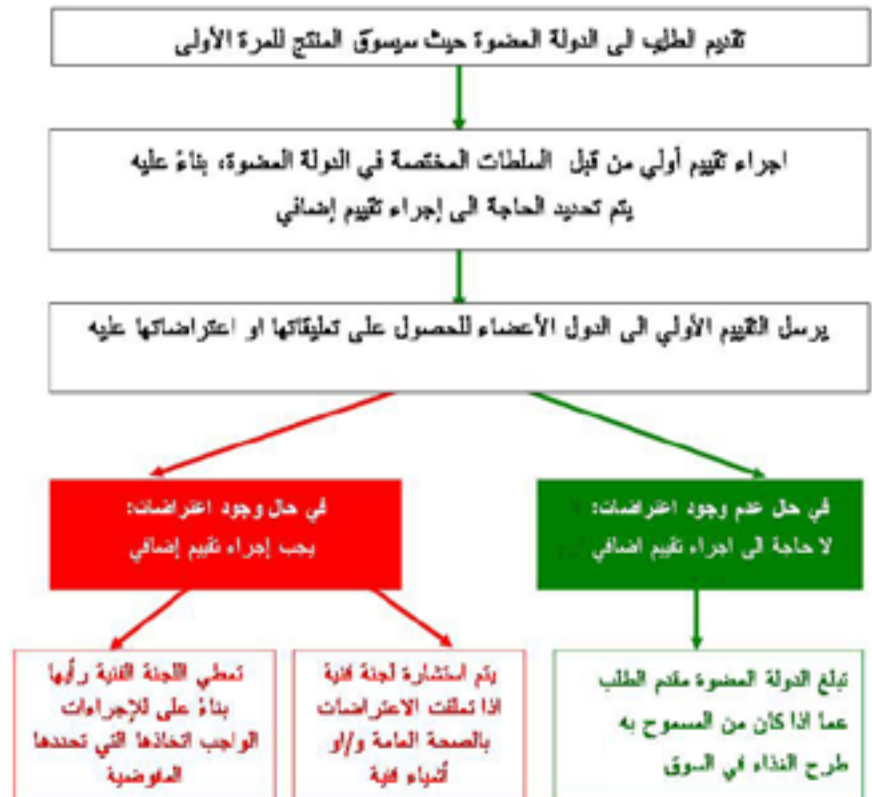 تقديم الطلب الى الدولة العضوة حيث سيسوق المنتج للمرة الأولى
اجراء تقييم أولي من قبل السلطات المختصة في الدولة العضوة، بناءً عليه
يتم تحديد الحاجة الى إجراء تقييم إضافي
يرسل التقييم الأولي الى الدول الأعضاء للحصول على تعليقاتها او اعتراضاتها عليه
في حال عدم وجود اعتراضات:
لا حاجة الى اجراء تقييم اضافي
في حال وجود اعتراضات:
يجب إجراء تقييم إضافي
تبلغ الدولة العضوة مقدم الطلب
عما اذا كان من المسموح به
طرح الغذاء في السوق
يتم استشارة لجنة فنية
اذا تعلقت الاعتراضات
بالصحة العامة و/او
أشياء فنية
تعطي اللجنة الفنية رأيها
بناءً على للإجراءات
الواجب اتخاذها التي تحددها
المفوضية